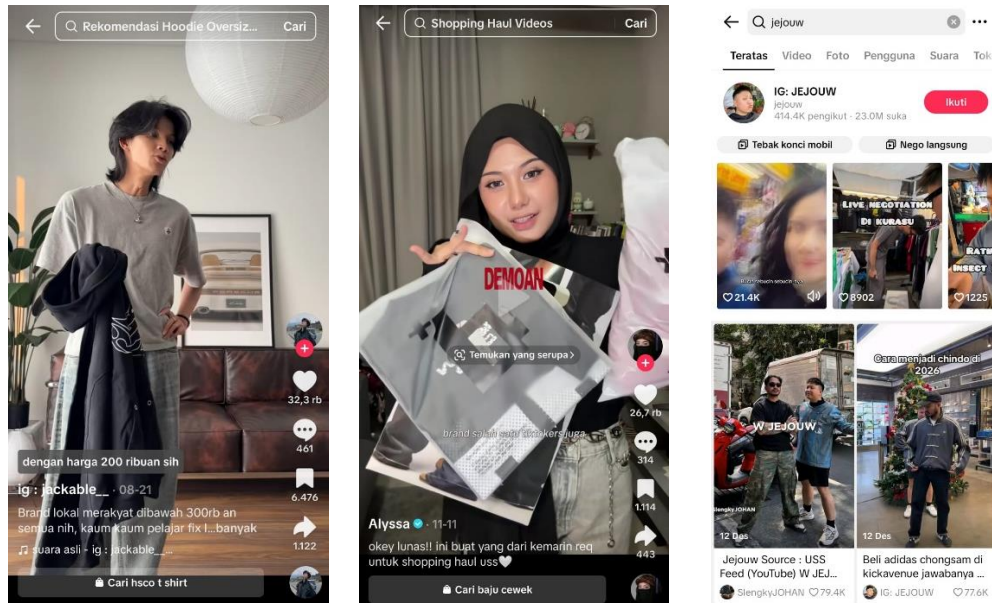 Rekomendasi Hoodie Oversiz... Cari
32,3 rb
461
dengan harga 200 ribuan sih
6.476
ig : jackable__ · 08-21
Brand lokal merakyat dibawah 300rb an
semua nih, kaum kaum pelajar fix l...banyak
1.122
suara asli - ig : jackable__...
Cari hsco t shirt
Shopping Haul Videos Cari
DEMOAN
Temukan yang serupa >
26,7 rb
314
1.114
Alyssa · 11-11
443
okey lunas!! ini buat yang dari kemarin req
untuk shopping haul uss🤍
Cari baju cewek
jejouw
Teratas Video Foto Pengguna Suara Tok
IG: JEJOUW
jejouw
414.4K pengikut · 23.0M suka
Ikuti
Tebak konci mobil
Nego langsung
LIVE NEGOTIATION
DI KURASU
INSECT
21.4K
8902
1225
W JEJOUW
SlengkyJOHAN
12 Des
Cara menjadi chindo di
2026
12 Des
Jejouw Source : USS
Feed (YouTube) W JEJ...
SlengkyJOHAN 79.4K
Beli adidas chongsam di
kickavenue jawabanya ...
IG: JEJOUW 77.6K